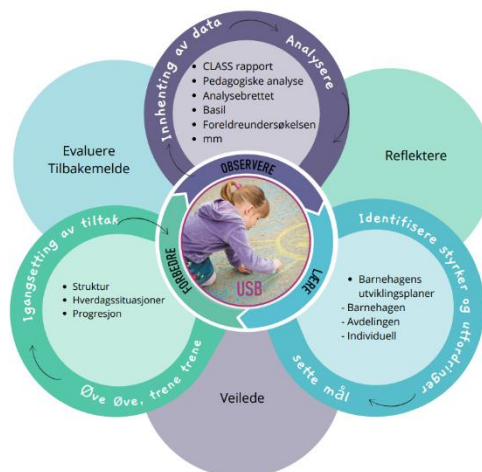 Innhenting av data
Analysere
CLASS rapport
Pedagogiske analyse
Analysebrettet
Basil
Foreldreundersøkelsen
mm
Evaluere
Tilbakemelde
Reflektere
OBSERVERE
LÆRE
FORBEDRE
USB
Igangsetting av tiltak
Struktur
Hverdagssituasjoner
Progresjon
Øve Øve, trene trene
Identifisere styrker og utfordringer
Barnehagens
utviklingsplaner
- Barnehagen
- Avdelingen
- Individuell
sette mål
Veilede